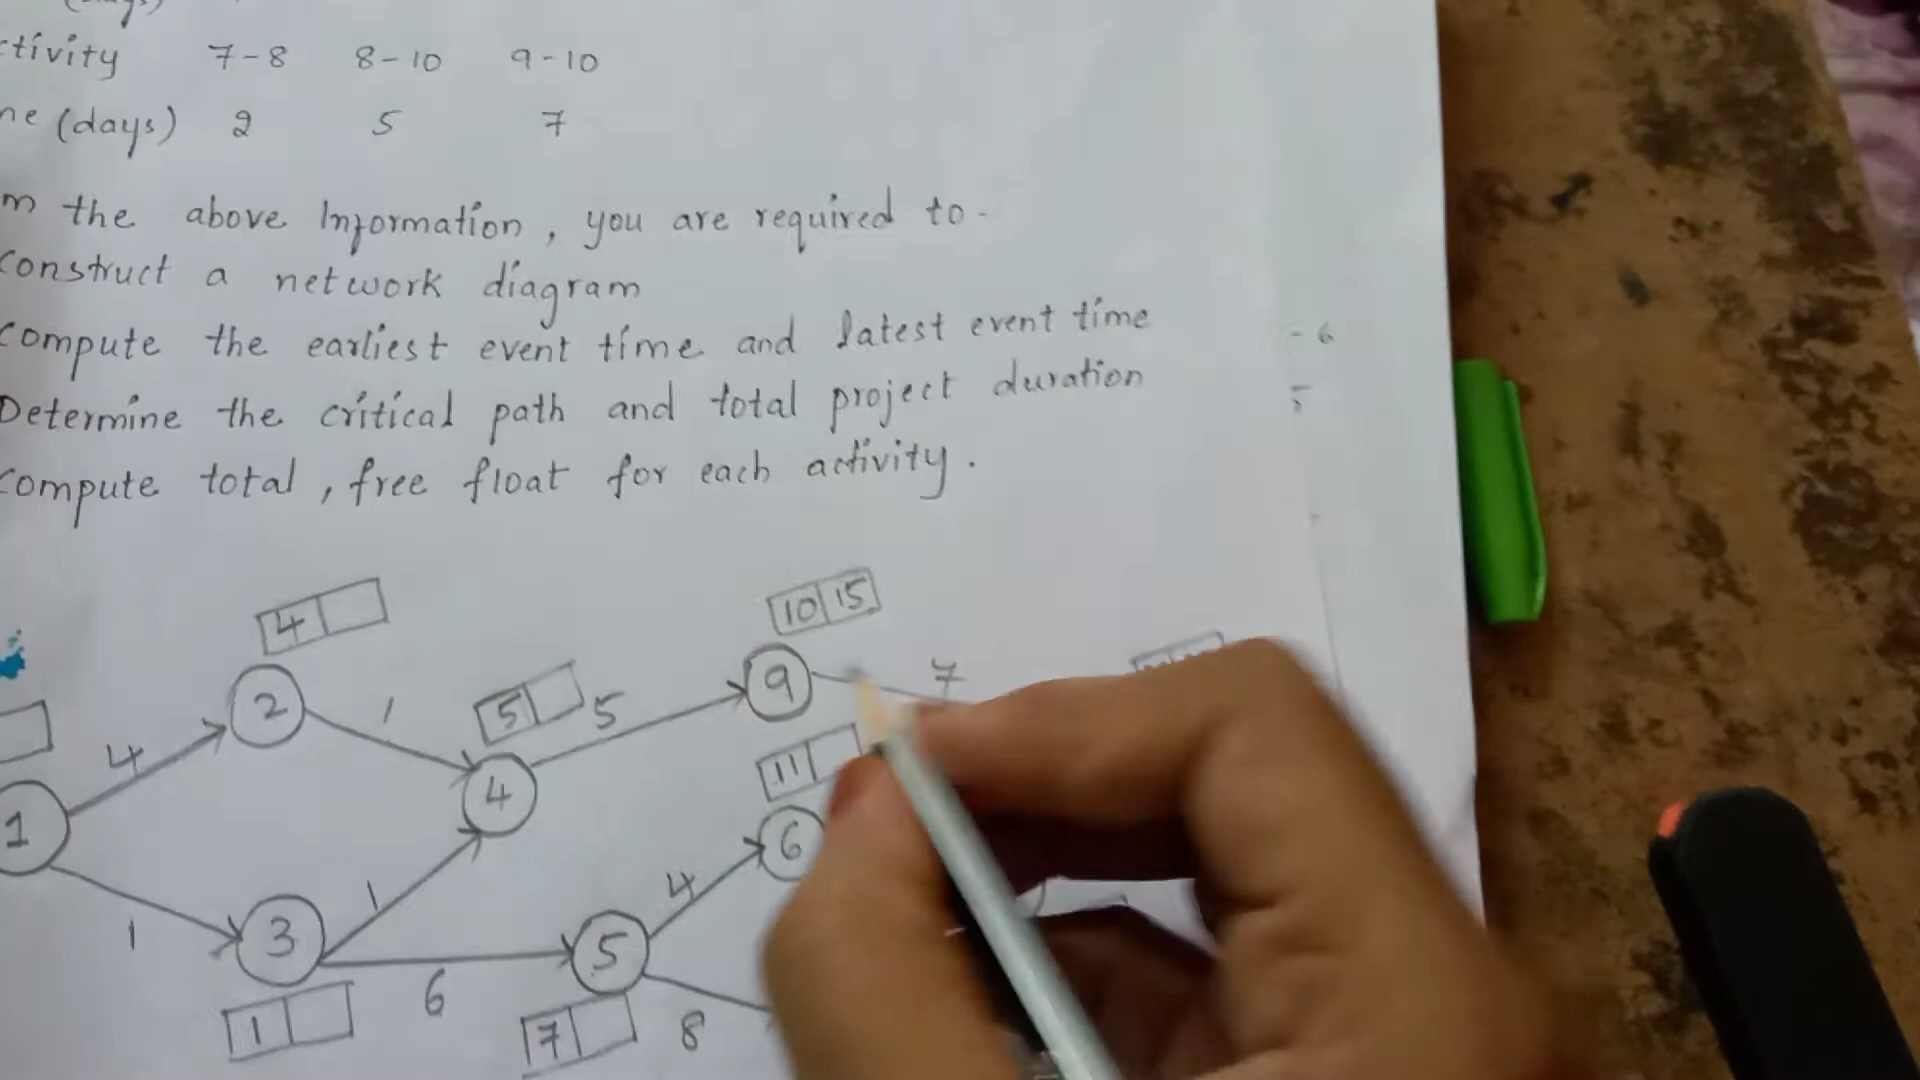 ctivity 7-8 8-10 9-10
me (days) 2 5 7
m the above Information, you are required to -
construct a network diagram
compute the earliest event time and latest event time
Determine the critical path and total project duration
compute total, free float for each activity.
- 6
4
10 15
2 1 5 5 9 7
4 11
1 4 6
1 4
1 3 5
6
1 7 8